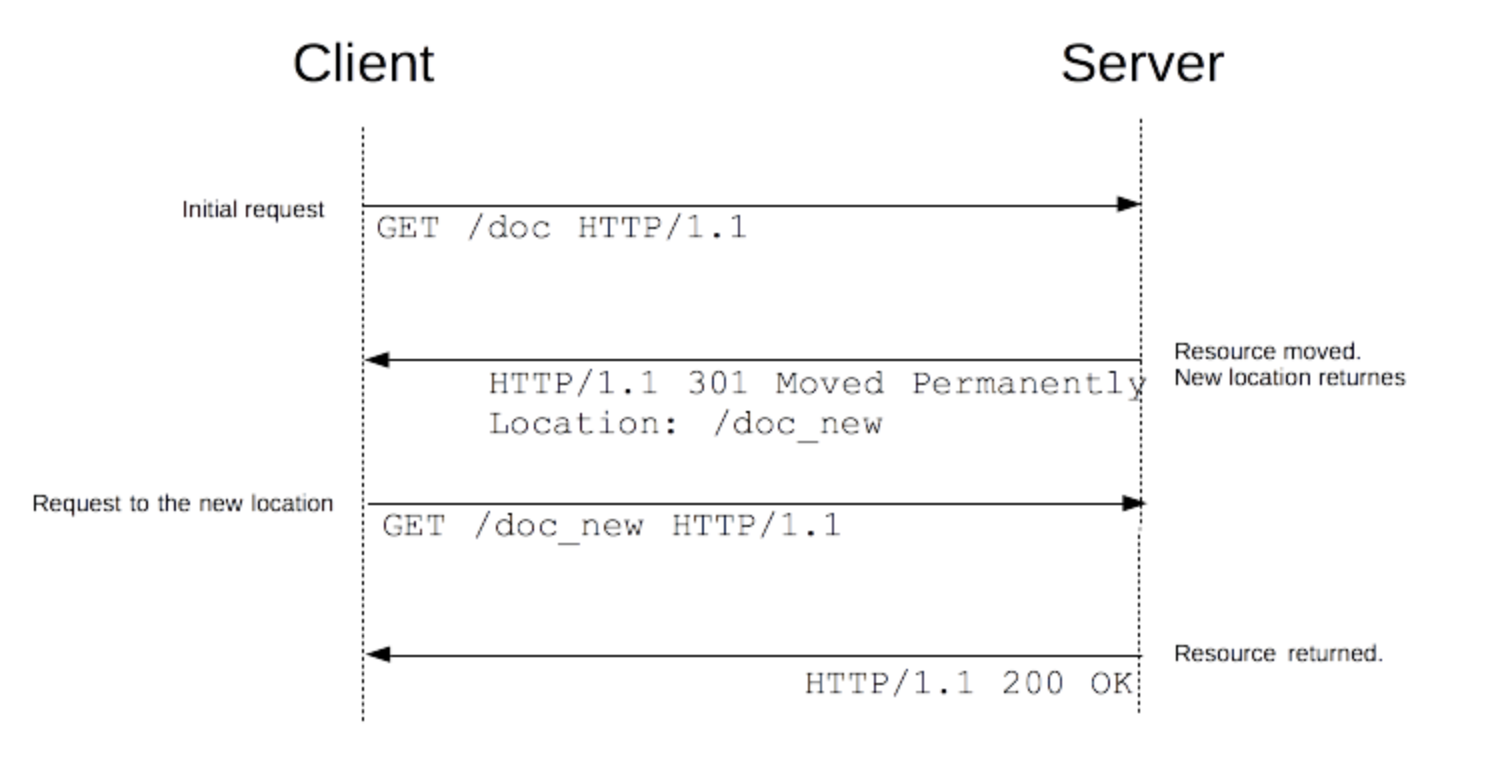 Client
Server
Initial request
GET /doc HTTP/1.1
Resource moved.
New location returnes
HTTP/1.1 301 Moved Permanently
Location: /doc_new
Request to the new location
GET /doc_new HTTP/1.1
Resource returned.
HTTP/1.1 200 OK